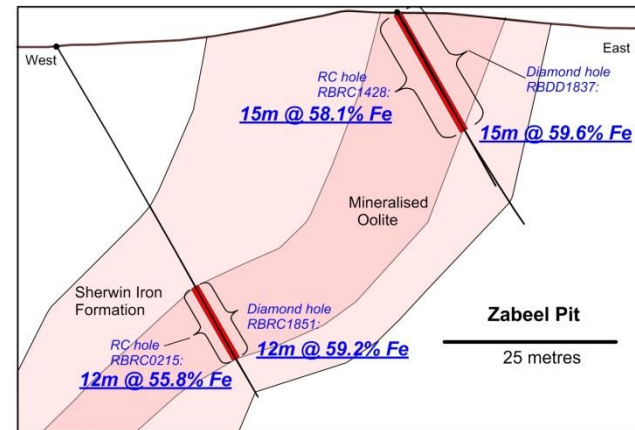 West
East
RC hole
RBRC1428:
15m @ 58.1% Fe
Diamond hole
RBDD1837:
15m @ 59.6% Fe
Mineralised
Oolite
Sherwin Iron
Formation
RC hole
RBRC0215:
12m @ 55.8% Fe
Diamond hole
RBRC1851:
12m @ 59.2% Fe
Zabeel Pit
25 metres